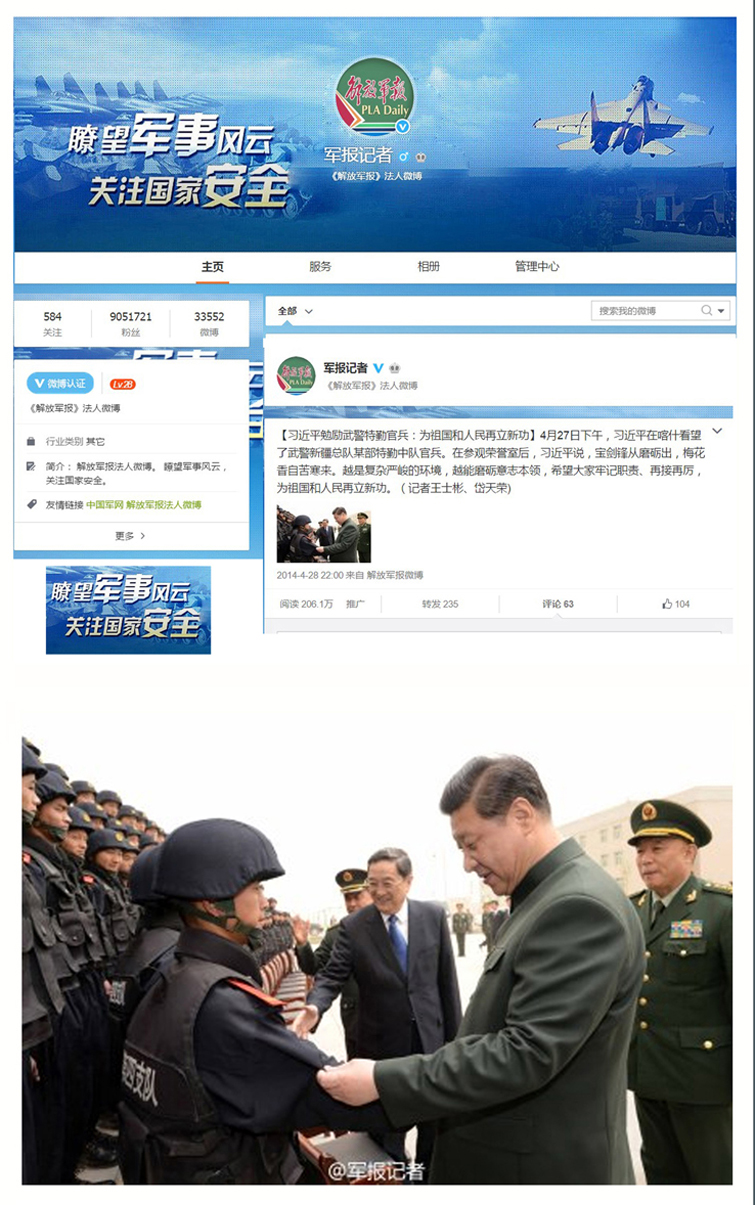 解放军报
PLA Daily
瞭望军事风云
关注国家安全
军报记者
《解放军报》法人微博
主页
服务
相册
管理中心
584
9051721
33552
关注
粉丝
微博
微博认证
Lv28
《解放军报》法人微博
行业类别 其它
简介： 解放军报法人微博。 瞭望军事风云，
关注国家安全。
友情链接 中国军网 解放军报法人微博
更多
瞭望军事风云
关注国家安全
全部
搜索我的微博
解放军报
PLA Daily
军报记者
《解放军报》法人微博
【习近平勉励武警特勤官兵：为祖国和人民再立新功】4月27日下午，习近平在喀什看望
了武警新疆总队某部特勤中队官兵。在参观荣誉室后，习近平说，宝剑锋从磨砺出，梅花
香自苦寒来。越是复杂严峻的环境，越能磨砺意志本领，希望大家牢记职责、再接再厉，
为祖国和人民再立新功。（记者王士彬、岱天荣)
2014-4-28 22:00 来自 解放军报微博
阅读 206.1万
推广
转发 235
评论 63
104
四支队
@军报记者